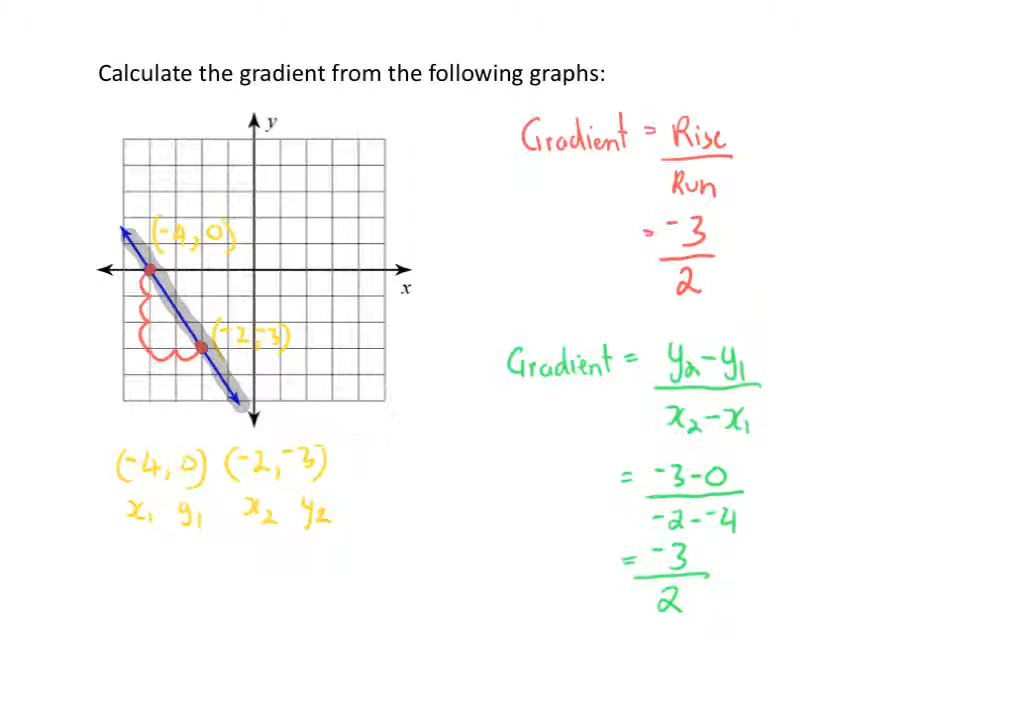 Calculate the gradient from the following graphs:
y
(-4, 0)
x
(-2, -3)
(-4, 0) (-2, -3)
x₁ y₁ x₂ y₂
Gradient = Rise
Run
= -3
2
Gradient = y₂-y₁
x₂-x₁
= -3-0
-2--4
= -3
2